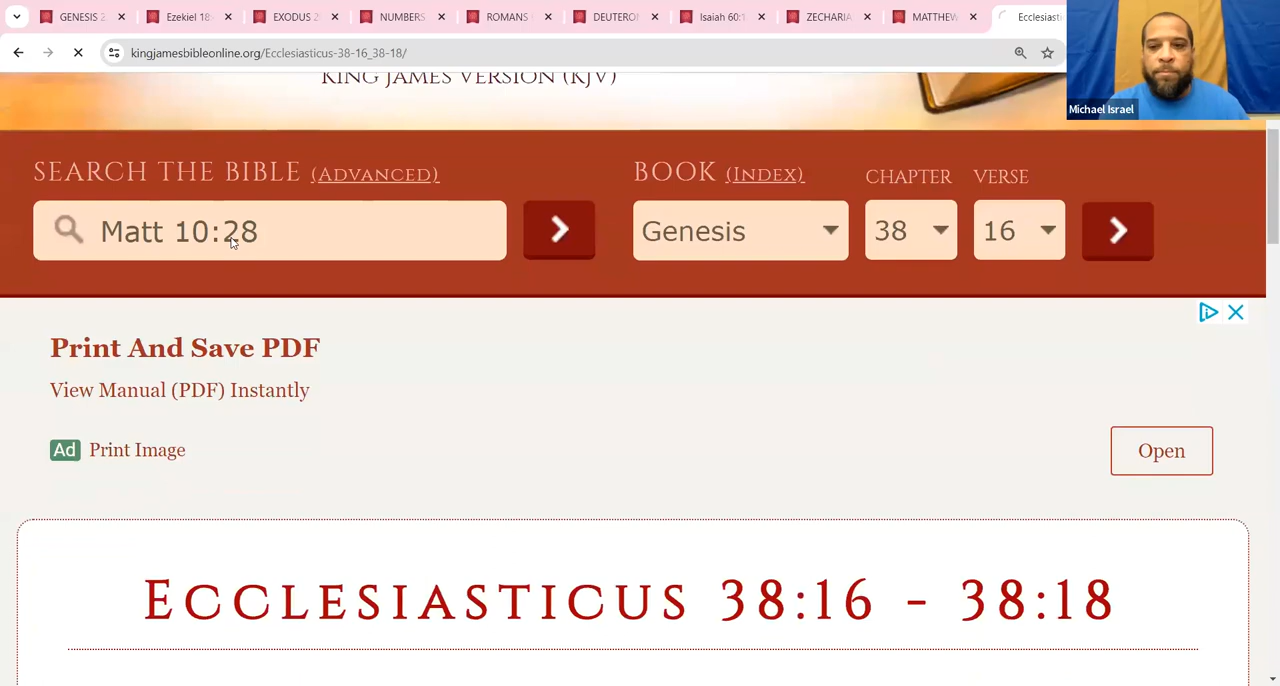 GENESIS 2
Ezekiel 18:
EXODUS 2
NUMBERS
ROMANS
DEUTERON
Isaiah 60:1
ZECHARIA
MATTHEW
Ecclesiasti
kingjamesbibleonline.org/Ecclesiasticus-38-16_38-18/
Michael Israel
KING JAMES VERSION (KJV)
SEARCH THE BIBLE (ADVANCED)
BOOK (INDEX)
CHAPTER
VERSE
Matt 10:28
Genesis
38
16
Print And Save PDF
View Manual (PDF) Instantly
Ad Print Image
Open
ECCLESIASTICUS 38:16 - 38:18